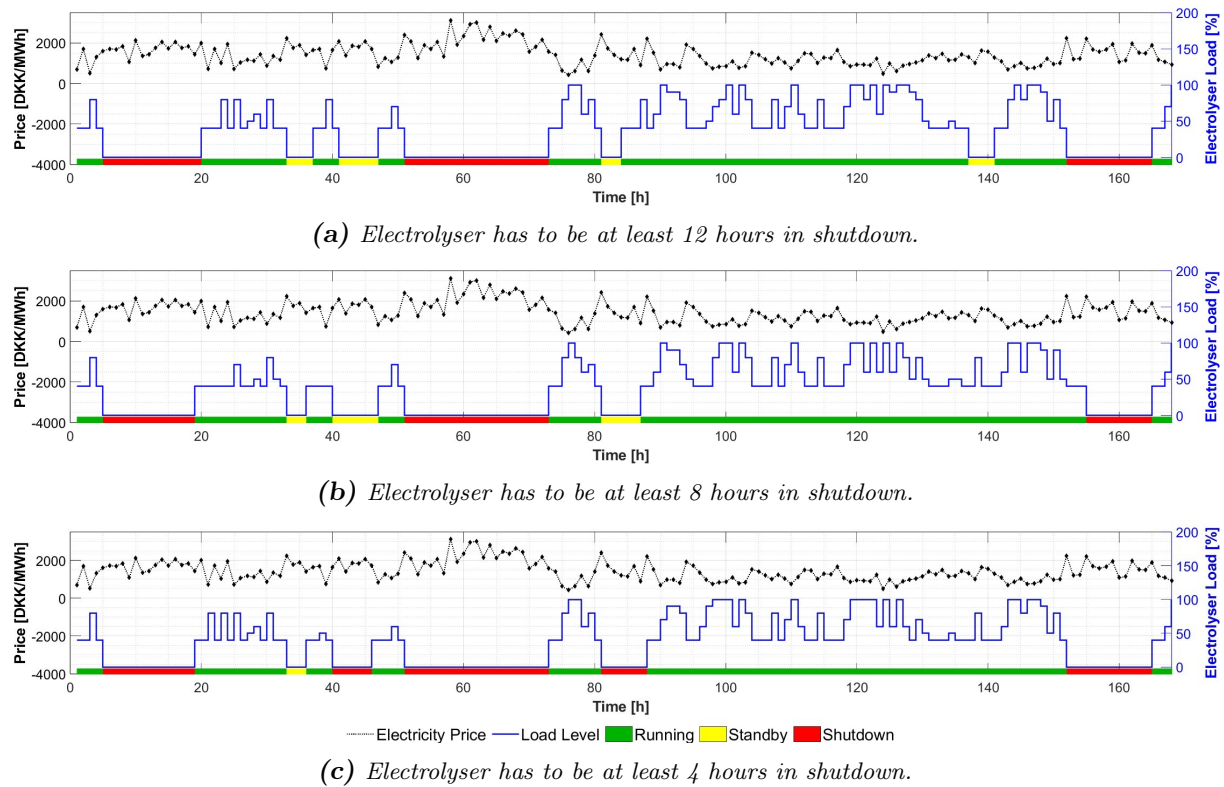 Price [DKK/MWh]
2000
0
-2000
-4000
200
150
100
50
0
Electrolyser Load [%]
0 20 40 60 80 100 120 140 160
Time [h]
(a) Electrolyser has to be at least 12 hours in shutdown.
Price [DKK/MWh]
2000
0
-2000
-4000
200
150
100
50
0
Electrolyser Load [%]
0 20 40 60 80 100 120 140 160
Time [h]
(b) Electrolyser has to be at least 8 hours in shutdown.
Price [DKK/MWh]
2000
0
-2000
-4000
200
150
100
50
0
Electrolyser Load [%]
0 20 40 60 80 100 120 140 160
Time [h]
Electricity Price Load Level Running Standby Shutdown
(c) Electrolyser has to be at least 4 hours in shutdown.